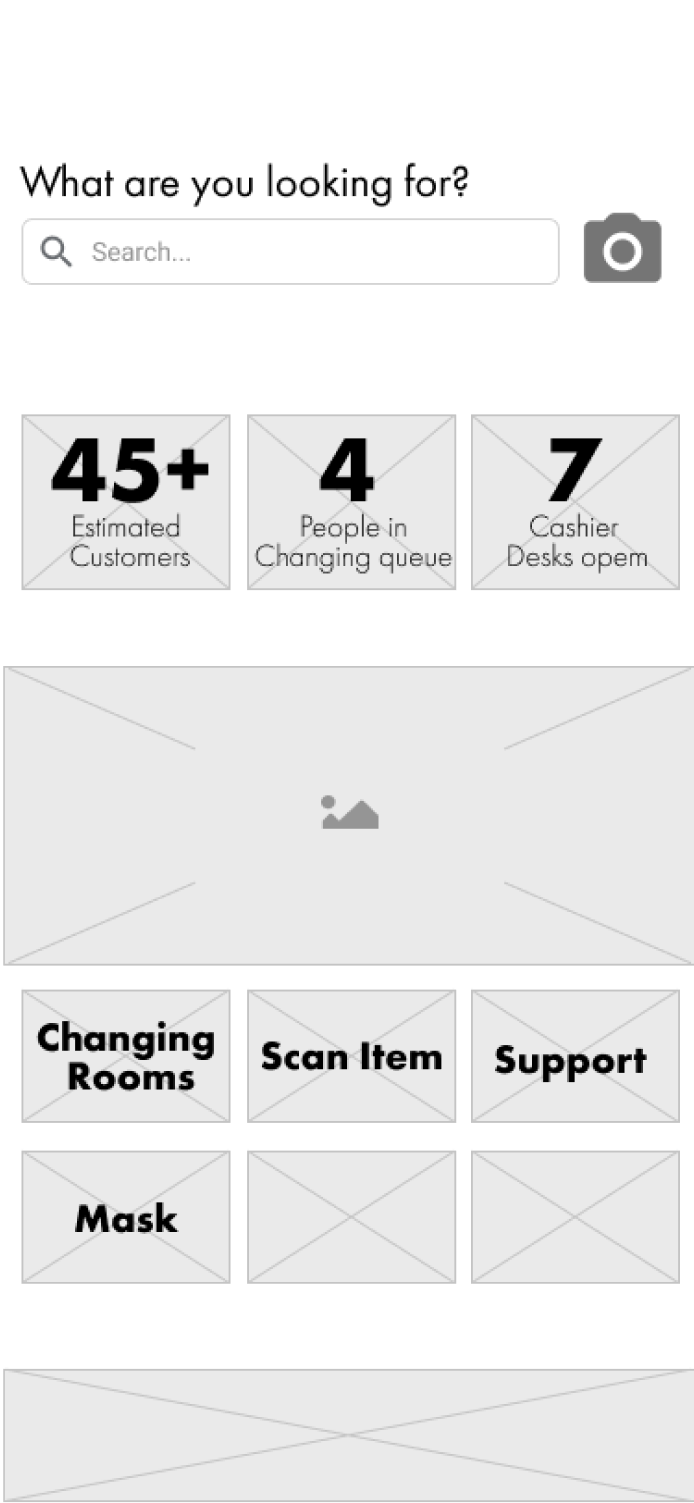 What are you looking for?
Search...
45+
Estimated
Customers
4
People in
Changing queue
7
Cashier
Desks opem
Changing
Rooms
Scan Item
Support
Mask